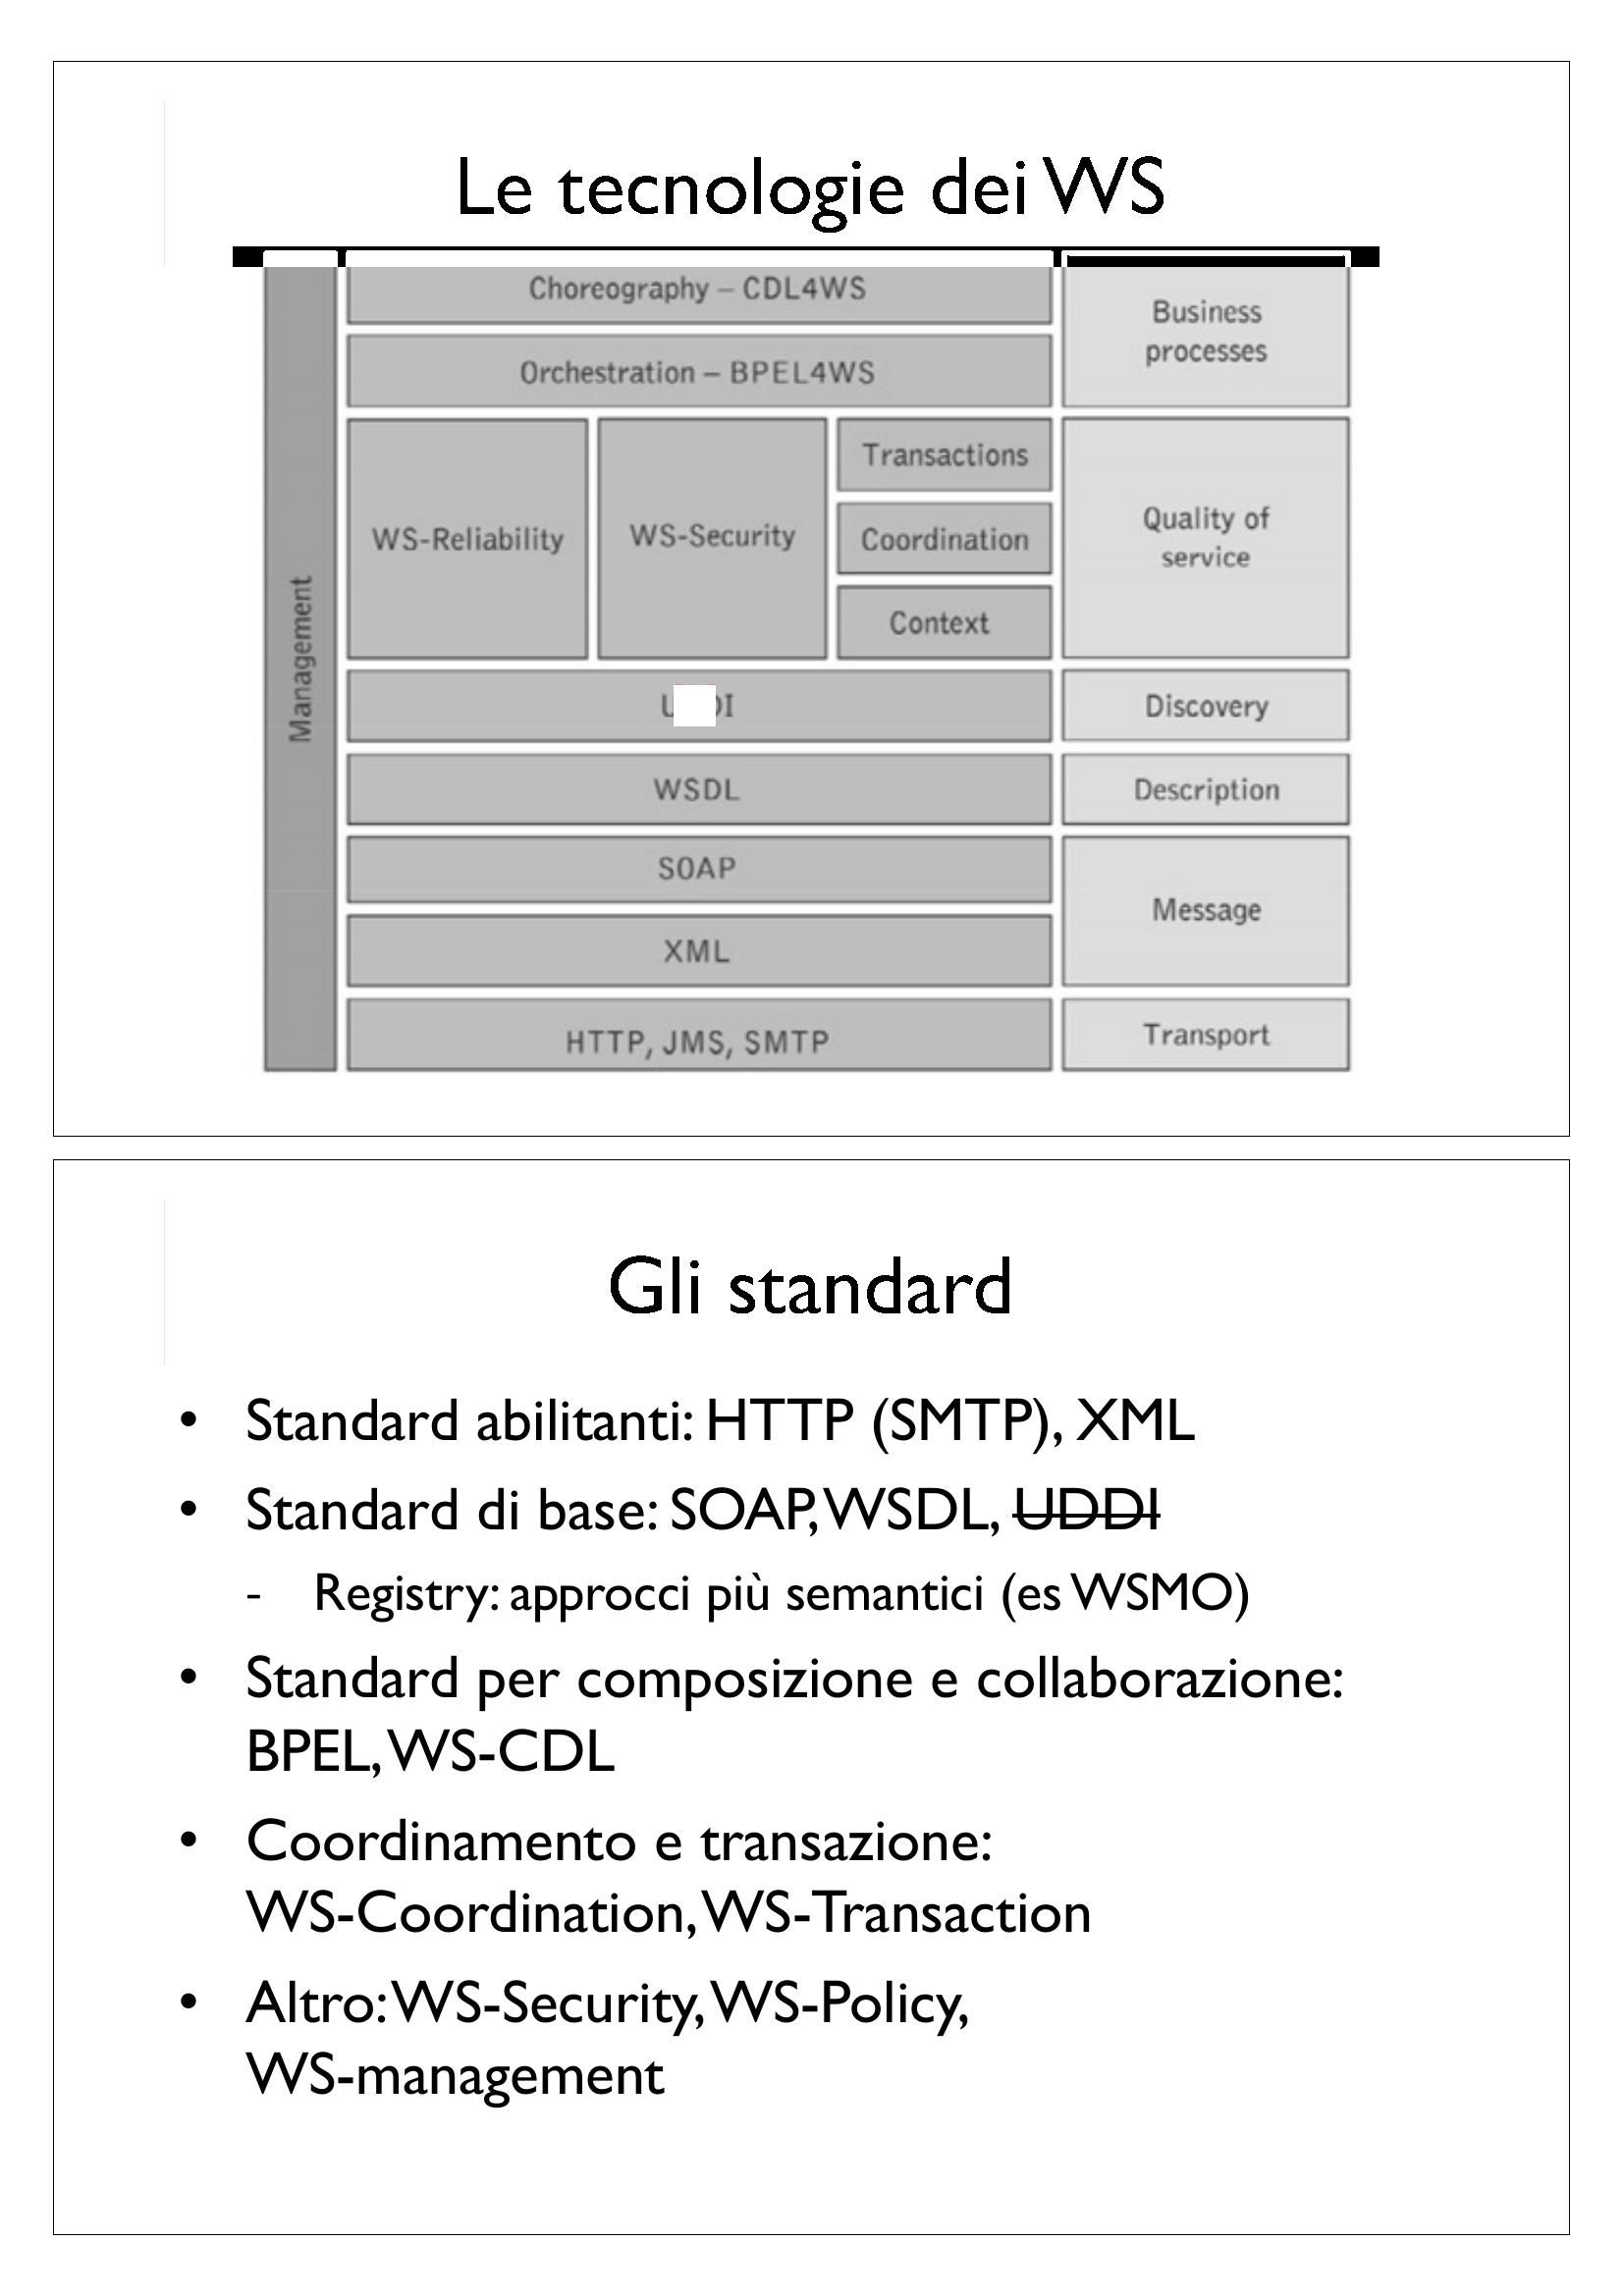 Le tecnologie dei WS
Choreography – CDL4WS
Business
processes
Orchestration – BPEL4WS
Management
WS-Reliability
WS-Security
Transactions
Coordination
Context
Quality of
service
Discovery
WSDL
Description
SOAP
XML
Message
HTTP, JMS, SMTP
Transport
Gli standard
• Standard abilitanti: HTTP (SMTP), XML
• Standard di base: SOAP, WSDL, UDDI
- Registry: approcci più semantici (es WSMO)
• Standard per composizione e collaborazione:
BPEL, WS-CDL
• Coordinamento e transazione:
WS-Coordination, WS-Transaction
• Altro: WS-Security, WS-Policy,
WS-management